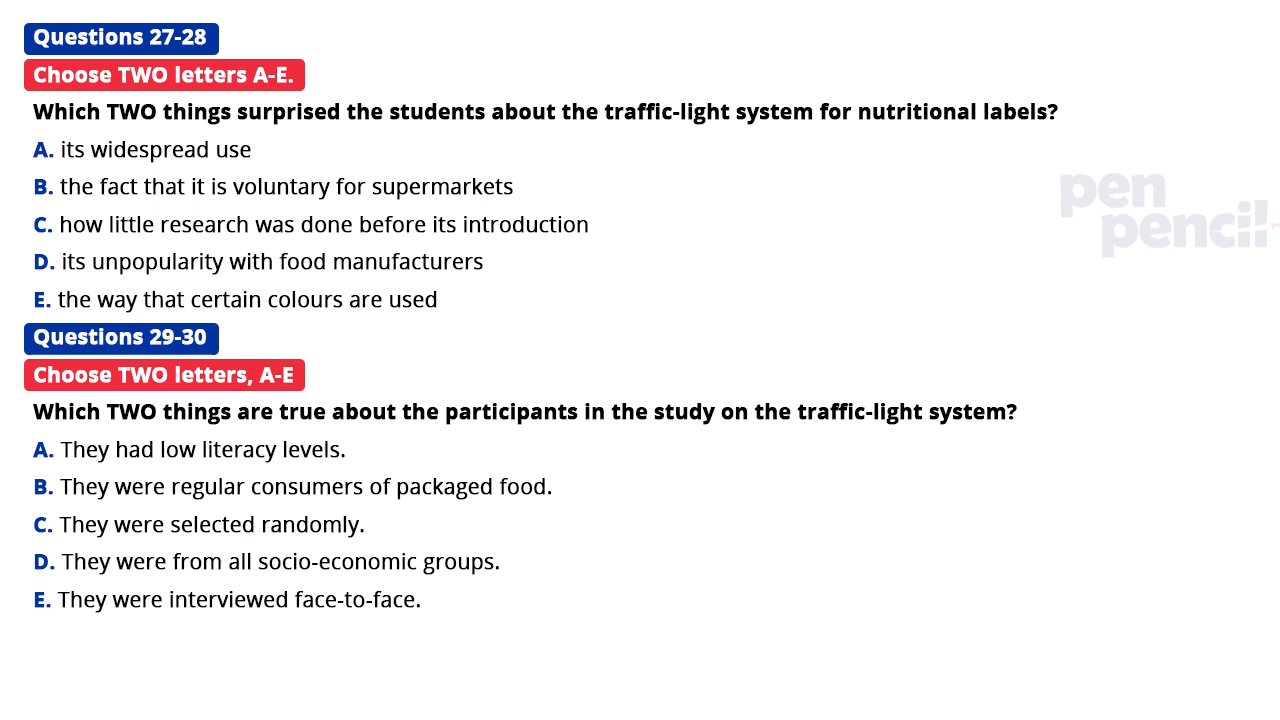 Questions 27-28
Choose TWO letters A-E.
Which TWO things surprised the students about the traffic-light system for nutritional labels?
A. its widespread use
B. the fact that it is voluntary for supermarkets
C. how little research was done before its introduction
D. its unpopularity with food manufacturers
E. the way that certain colours are used
Questions 29-30
Choose TWO letters, A-E
Which TWO things are true about the participants in the study on the traffic-light system?
A. They had low literacy levels.
B. They were regular consumers of packaged food.
C. They were selected randomly.
D. They were from all socio-economic groups.
E. They were interviewed face-to-face.
pen
pencil